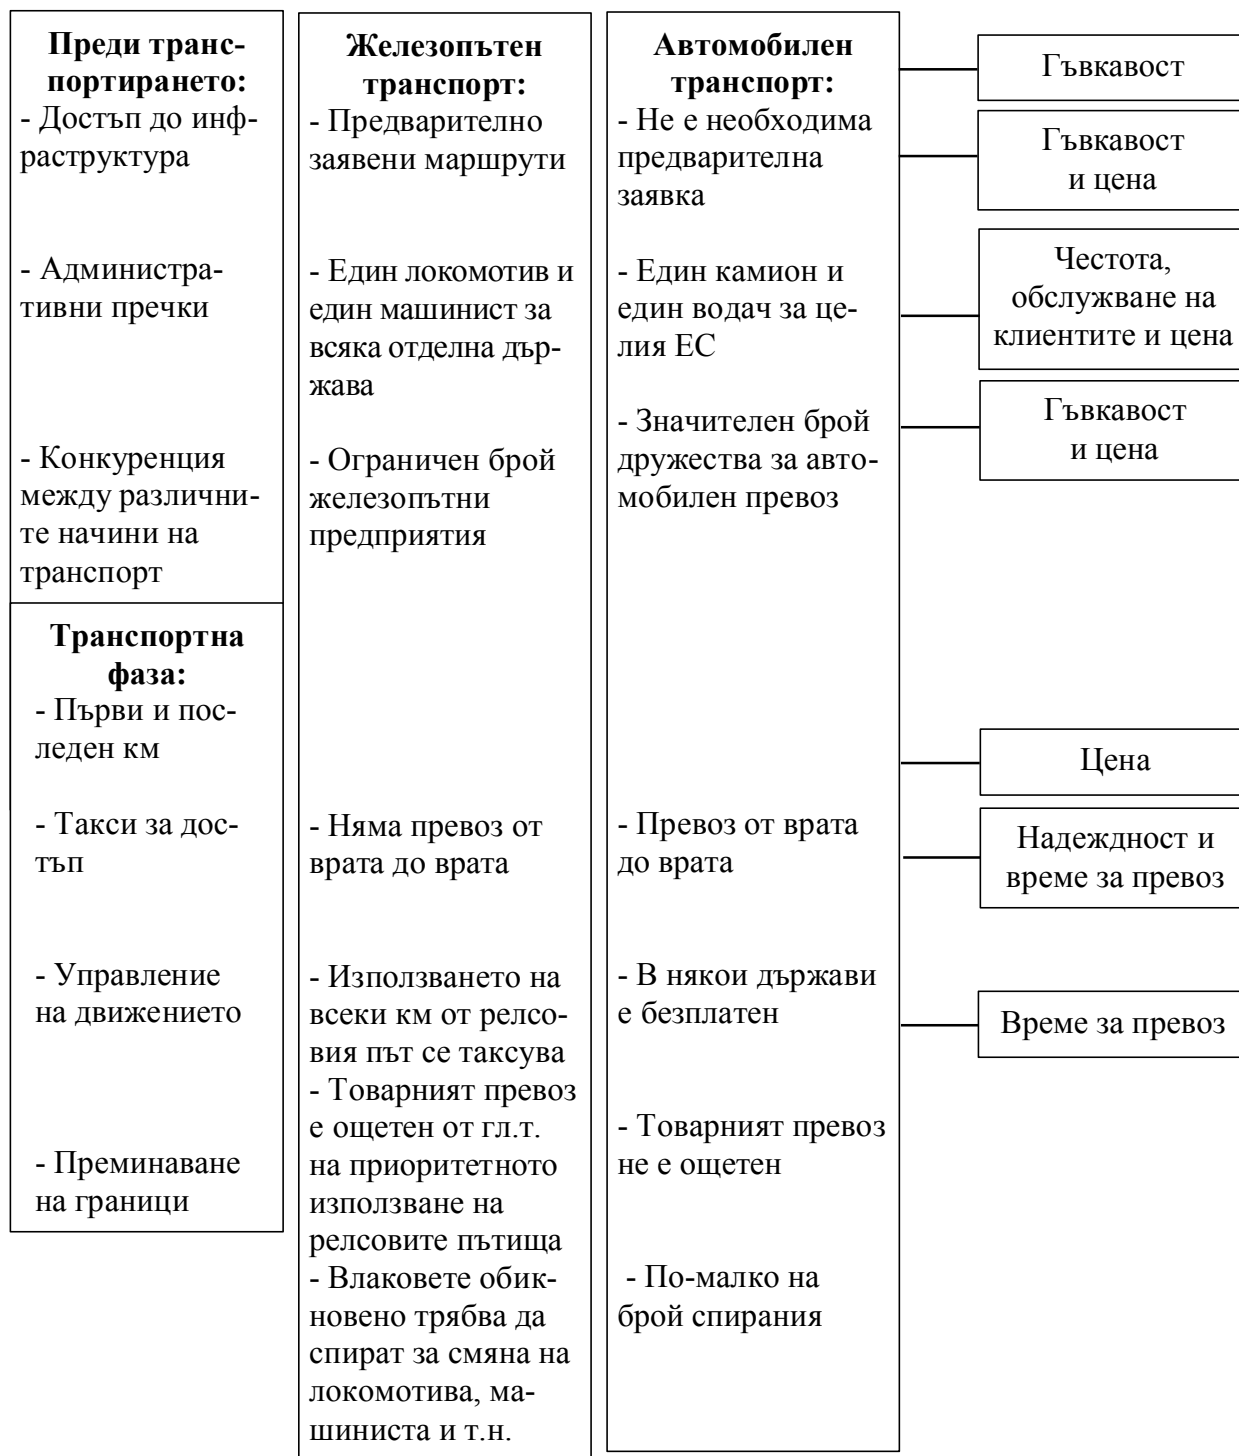 Преди транс-
портирането:
- Достъп до инф-
раструктура
- Администра-
тивни пречки
- Конкуренция
между различни-
те начини на
транспорт
Транспортна
фаза:
- Първи и пос-
леден км
- Такси за дос-
тъп
- Управление
на движението
- Преминаване
на граници
Железопътен
транспорт:
- Предварително
заявени маршрути
- Един локомотив и
един машинист за
всяка отделна дър-
жава
- Ограничен брой
железопътни
предприятия
- Няма превоз от
врата до врата
- Използването на
всеки км от релсо-
вия път се таксува
- Товарният превоз
е ощетен от гл.т.
на приоритетното
използване на
релсовите пътища
- Влаковете обик-
новено трябва да
спират за смяна на
локомотива, ма-
шиниста и т.н.
Автомобилен
транспорт:
- Не е необходима
предварителна
заявка
- Един камион и
един водач за це-
лия ЕС
- Значителен брой
дружества за авто-
мобилен превоз
- Превоз от врата
до врата
- В някои държави
е безплатен
- Товарният превоз
не е ощетен
- По-малко на
брой спирания
Гъвкавост
Гъвкавост
и цена
Честота,
обслужване на
клиентите и цена
Гъвкавост
и цена
Цена
Надеждност и
време за превоз
Време за превоз